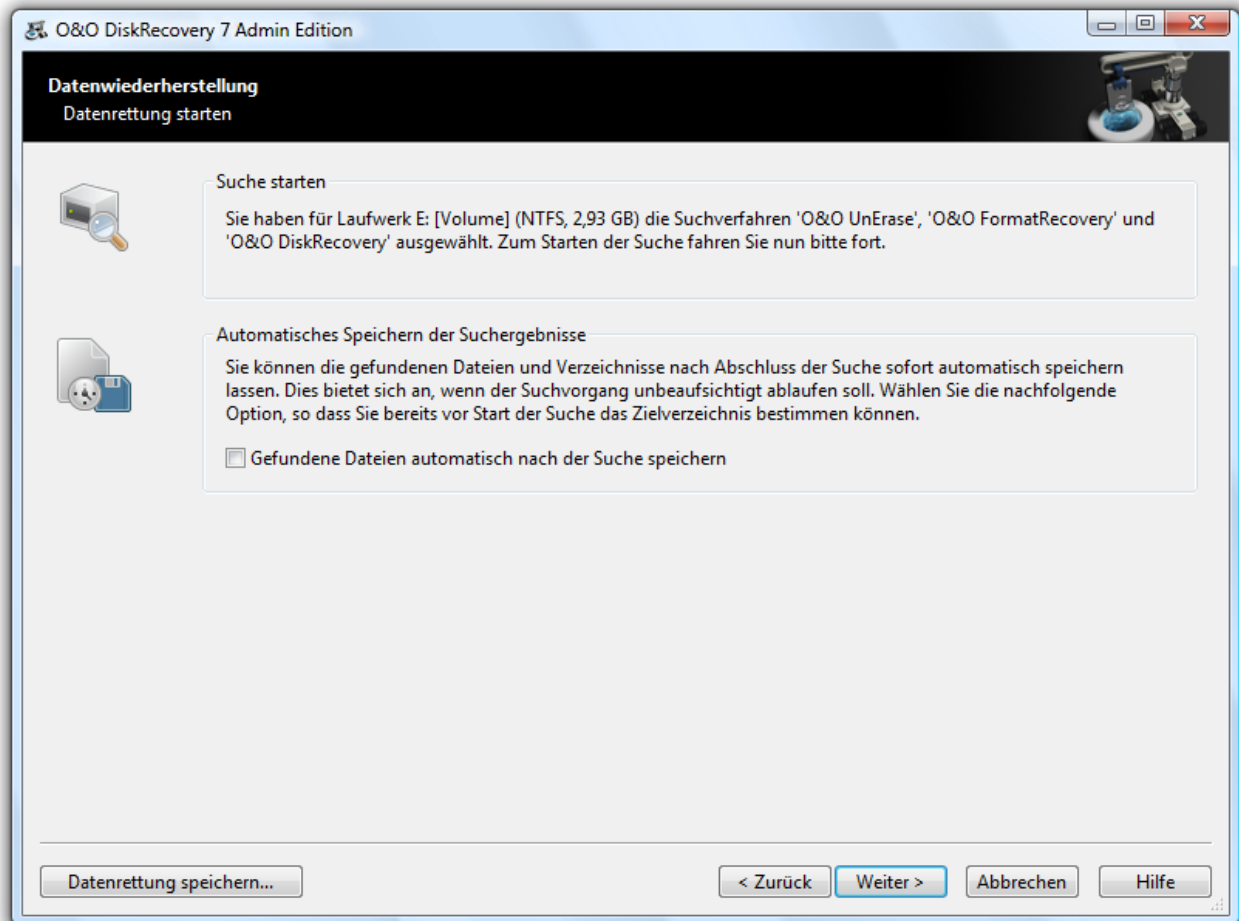 O&O DiskRecovery 7 Admin Edition
Datenwiederherstellung
Datenrettung starten
Suche starten
Sie haben für Laufwerk E: [Volume] (NTFS, 2,93 GB) die Suchverfahren 'O&O UnErase', 'O&O FormatRecovery' und
'O&O DiskRecovery' ausgewählt. Zum Starten der Suche fahren Sie nun bitte fort.
Automatisches Speichern der Suchergebnisse
Sie können die gefundenen Dateien und Verzeichnisse nach Abschluss der Suche sofort automatisch speichern
lassen. Dies bietet sich an, wenn der Suchvorgang unbeaufsichtigt ablaufen soll. Wählen Sie die nachfolgende
Option, so dass Sie bereits vor Start der Suche das Zielverzeichnis bestimmen können.
Gefundene Dateien automatisch nach der Suche speichern
Datenrettung speichern...
< Zurück
Weiter >
Abbrechen
Hilfe